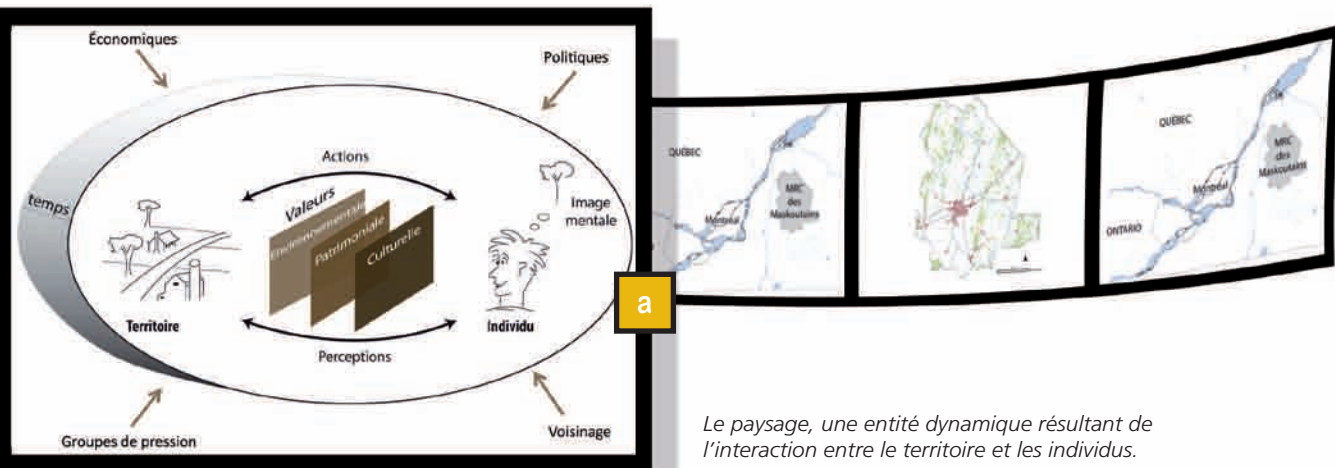 Économiques
Politiques
temps
Actions
Valeurs
Environnementale
Patrimoniale
Culturelle
Image
mentale
Territoire
Individu
Perceptions
Groupes de pression
Voisinage
a
QUÉBEC
Montréal
MRC
des
Maskoutains
QUÉBEC
Montréal
MRC
des
Maskoutains
ONTARIO
Le paysage, une entité dynamique résultant de
l'interaction entre le territoire et les individus.